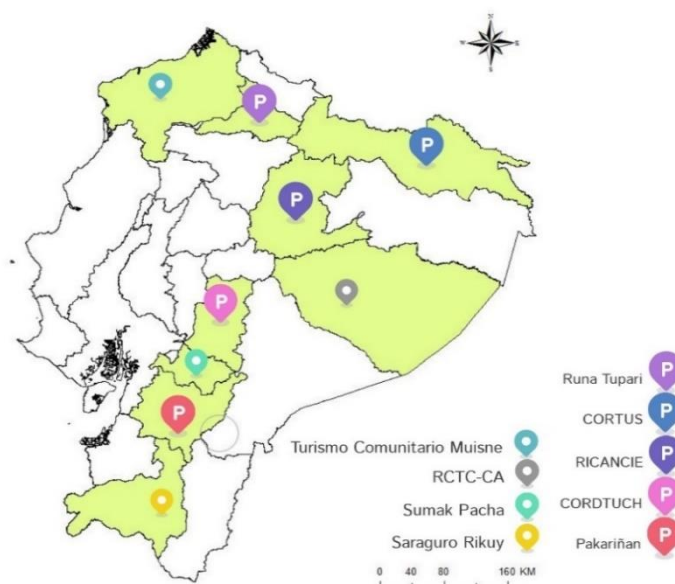 P
P
P
P
P
Runa Tupari P
CORTUS P
Turismo Comunitario Muisne
RICANCIE P
RCTC-CA
CORDTUCH P
Sumak Pacha
Pakariñan P
Saraguro Rikuy
0 40 80 160 KM